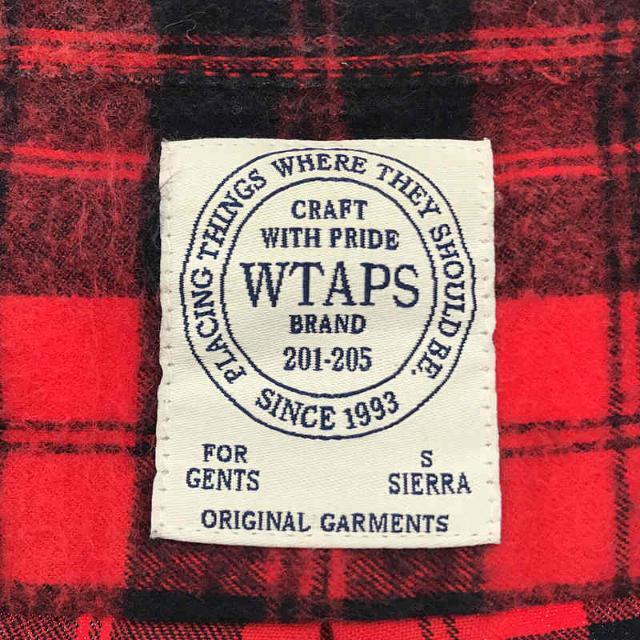 PLACING THINGS WHERE THEY SHOULD BE.
CRAFT
WITH PRIDE
WTAPS
BRAND
201-205
SINCE 1993
FOR
GENTS
S
SIERRA
ORIGINAL GARMENTS